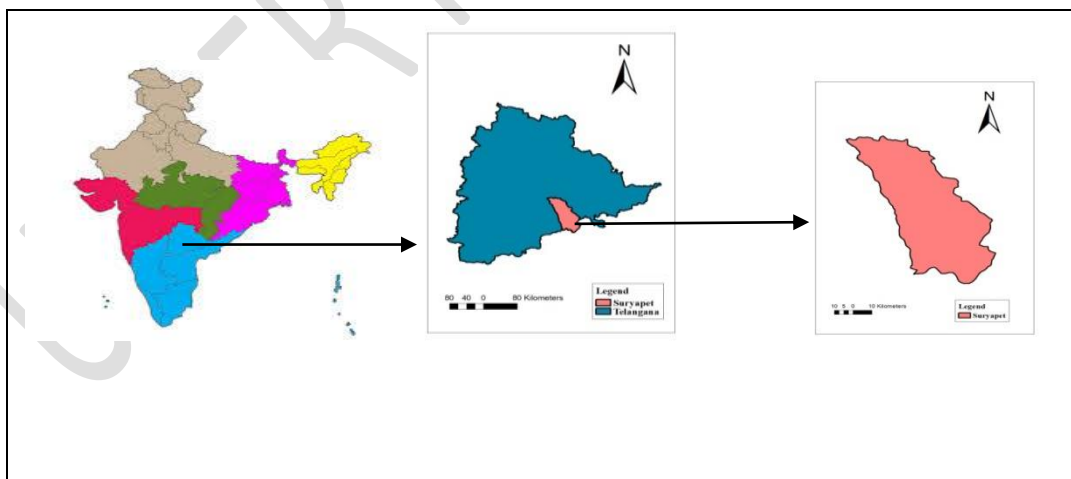 N
80 40 0 80 Kilometers
Legend
Suryapet
Telangana
N
10 5 0 10 Kilometers
Legend
Suryapet